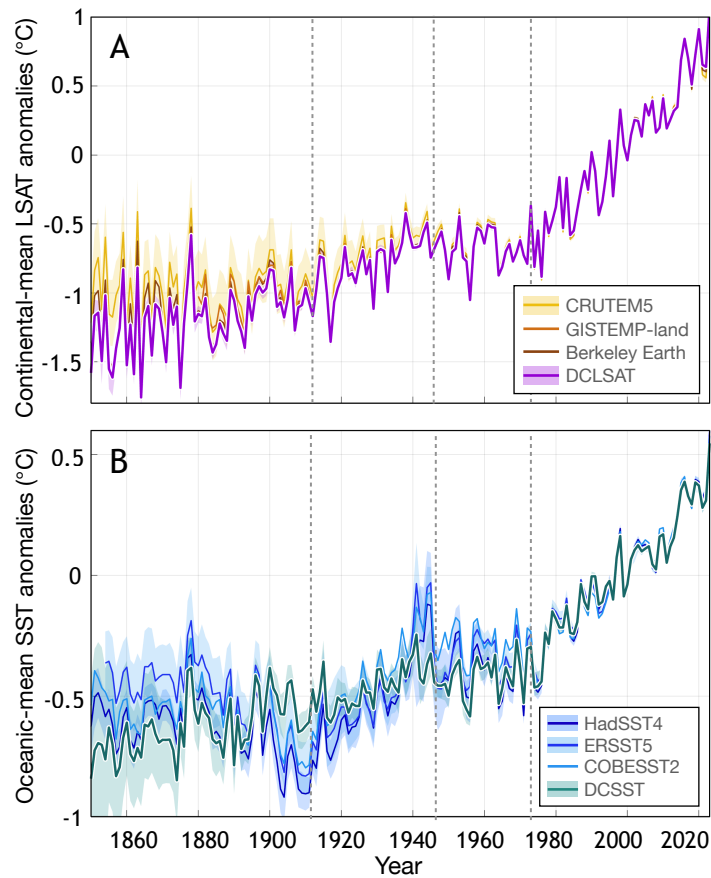 A
Continental-mean LSAT anomalies (°C)
1
0.5
0
-0.5
-1
-1.5
CRUTEM5
GISTEMP-land
Berkeley Earth
DCLSAT
B
Oceanic-mean SST anomalies (°C)
0.5
0
-0.5
-1
HadSST4
ERSST5
COBESST2
DCSST
1860 1880 1900 1920 1940 1960 1980 2000 2020
Year